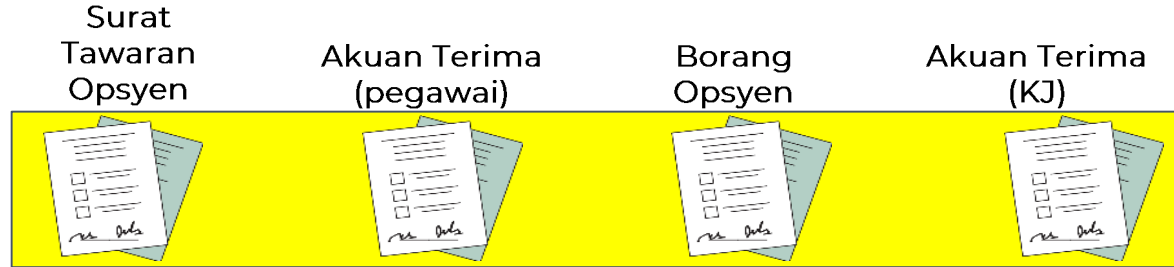 Surat
Tawaran
Opsyen
Akuan Terima
(pegawai)
Borang
Opsyen
Akuan Terima
(KJ)